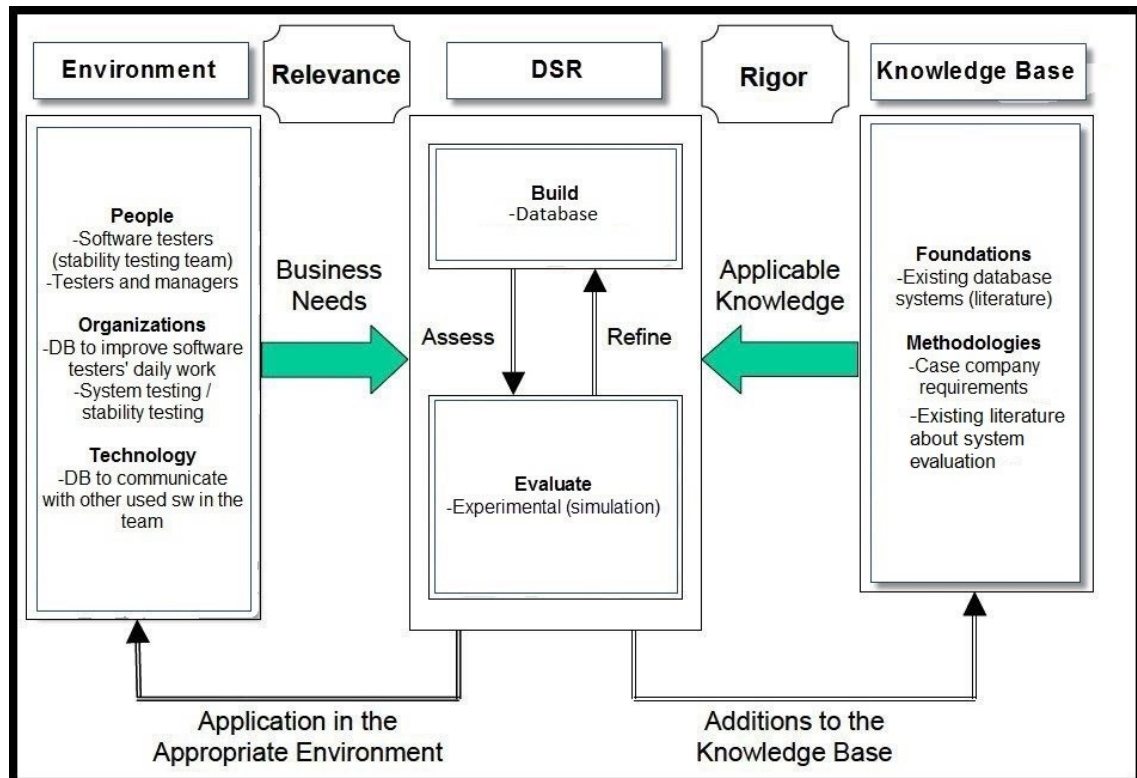 Environment
Relevance
DSR
Rigor
Knowledge Base
People
-Software testers
(stability testing team)
-Testers and managers
Organizations
-DB to improve software
testers' daily work
-System testing /
stability testing
Technology
-DB to communicate
with other used sw in the
team
Business
Needs
Build
-Database
Assess
Refine
Evaluate
-Experimental (simulation)
Applicable
Knowledge
Foundations
-Existing database
systems (literature)
Methodologies
-Case company
requirements
-Existing literature
about system
evaluation
Application in the
Appropriate Environment
Additions to the
Knowledge Base